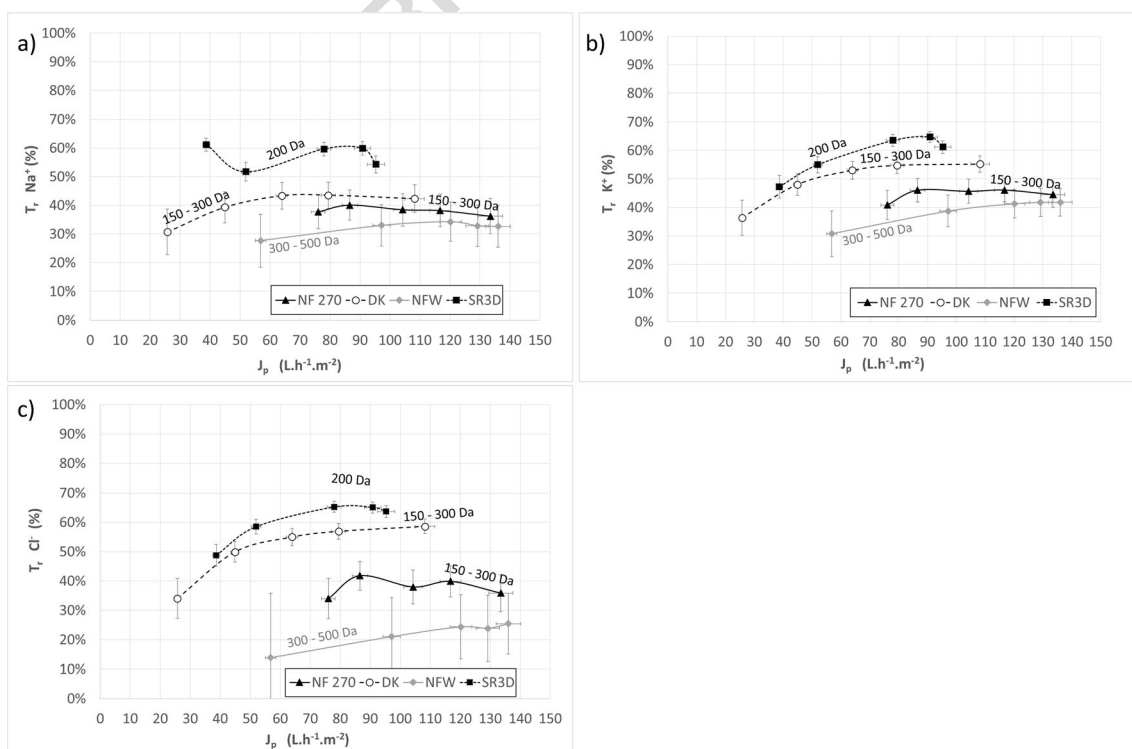 a)
Tr Na⁺ (%)
100%
90%
80%
70%
60%
50%
40%
30%
20%
10%
0%
200 Da
150 - 300 Da
150 - 300 Da
300 - 500 Da
NF 270 DK NFW SR3D
0 10 20 30 40 50 60 70 80 90 100 110 120 130 140 150
Jp (L.h⁻¹.m⁻²)
b)
Tr K⁺ (%)
100%
90%
80%
70%
60%
50%
40%
30%
20%
10%
0%
200 Da
150 - 300 Da
150 - 300 Da
300 - 500 Da
NF 270 DK NFW SR3D
0 10 20 30 40 50 60 70 80 90 100 110 120 130 140 150
Jp (L.h⁻¹.m⁻²)
c)
Tr Cl⁻ (%)
100%
90%
80%
70%
60%
50%
40%
30%
20%
10%
0%
200 Da
150 - 300 Da
150 - 300 Da
300 - 500 Da
NF 270 DK NFW SR3D
0 10 20 30 40 50 60 70 80 90 100 110 120 130 140 150
Jp (L.h⁻¹.m⁻²)